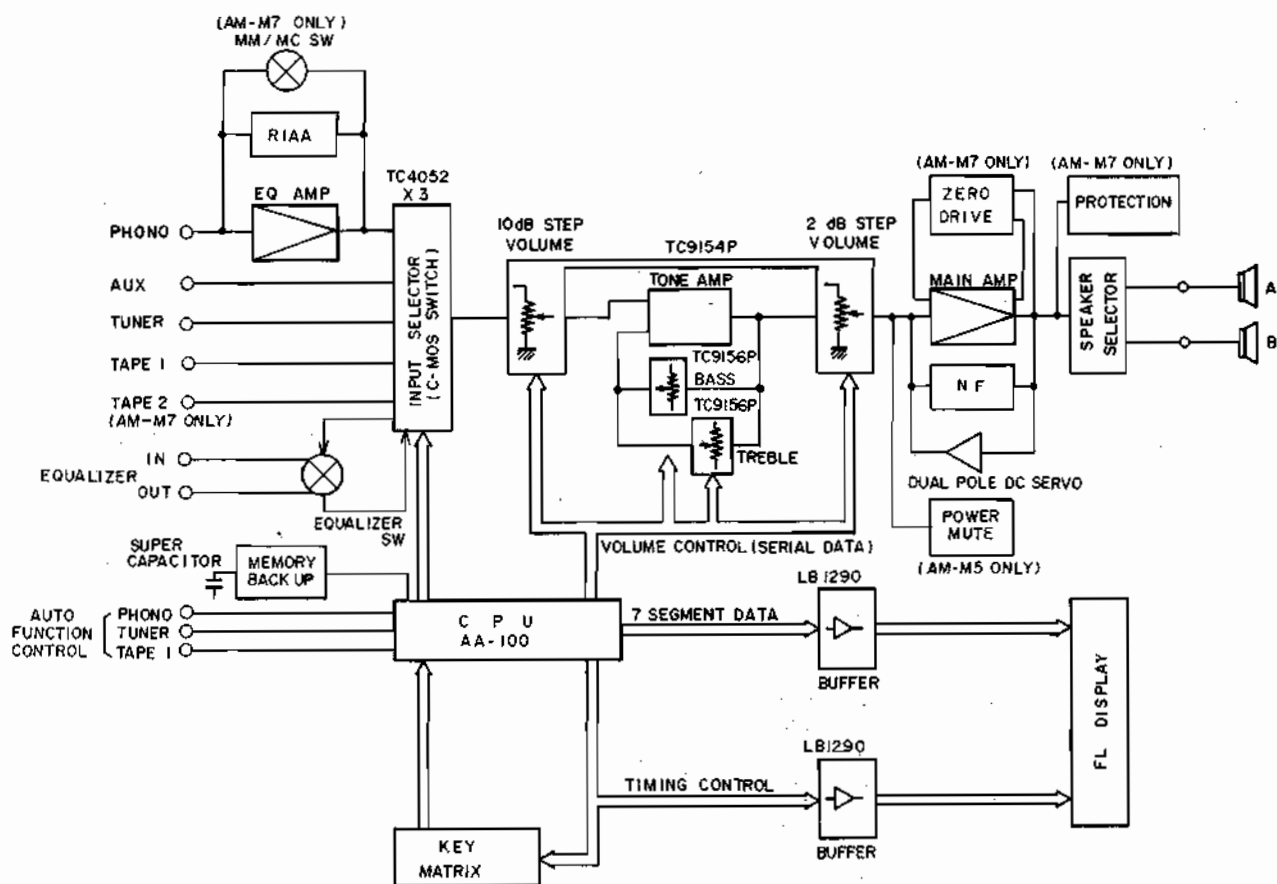 (AM-M7 ONLY)
MM/MC SW
RIAA
EQ AMP
PHONO
AUX
TUNER
TAPE 1
TAPE 2
(AM-M7 ONLY)
EQUALIZER
IN
OUT
EQUALIZER
SW
TC4052
X3
INPUT SELECTOR
(C-MOS SWITCH)
10dB STEP
VOLUME
TC9154P
2 dB STEP
VOLUME
TONE AMP
TC9156P
BASS
TC9156P
TREBLE
VOLUME CONTROL (SERIAL DATA)
(AM-M7 ONLY)
ZERO
DRIVE
MAIN AMP
NF
DUAL POLE DC SERVO
POWER
MUTE
(AM-M5 ONLY)
(AM-M7 ONLY)
PROTECTION
SPEAKER
SELECTOR
A
B
SUPER
CAPACITOR
MEMORY
BACK UP
AUTO
FUNCTION
CONTROL
PHONO
TUNER
TAPE 1
C P U
AA-100
7 SEGMENT DATA
LB1290
BUFFER
TIMING CONTROL
LB1290
BUFFER
FL DISPLAY
KEY
MATRIX